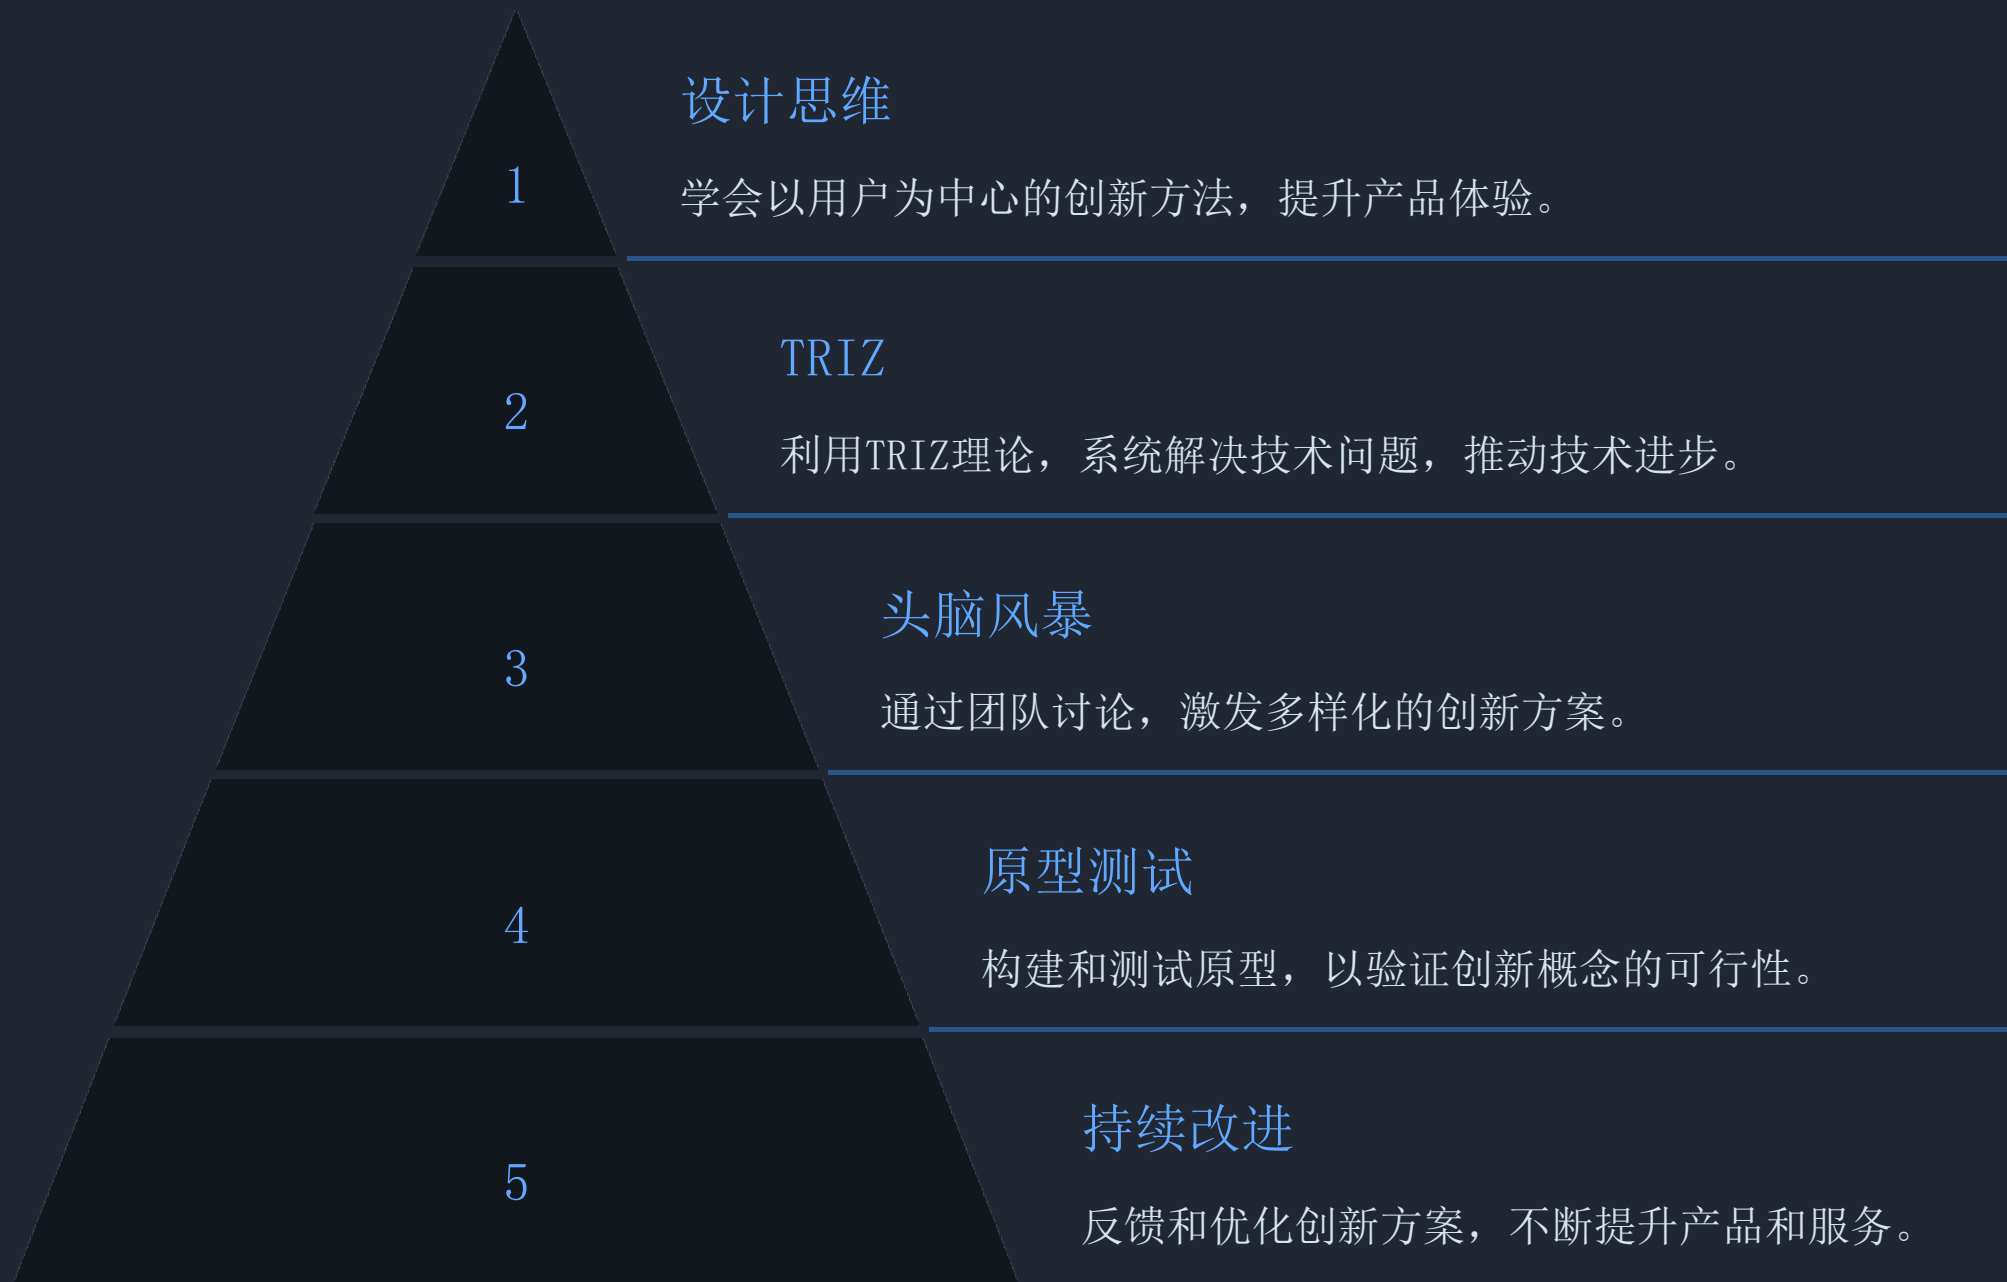 设计思维
1
学会以用户为中心的创新方法，提升产品体验。
TRIZ
2
利用TRIZ理论，系统解决技术问题，推动技术进步。
头脑风暴
3
通过团队讨论，激发多样化的创新方案。
原型测试
4
构建和测试原型，以验证创新概念的可行性。
持续改进
5
反馈和优化创新方案，不断提升产品和服务。